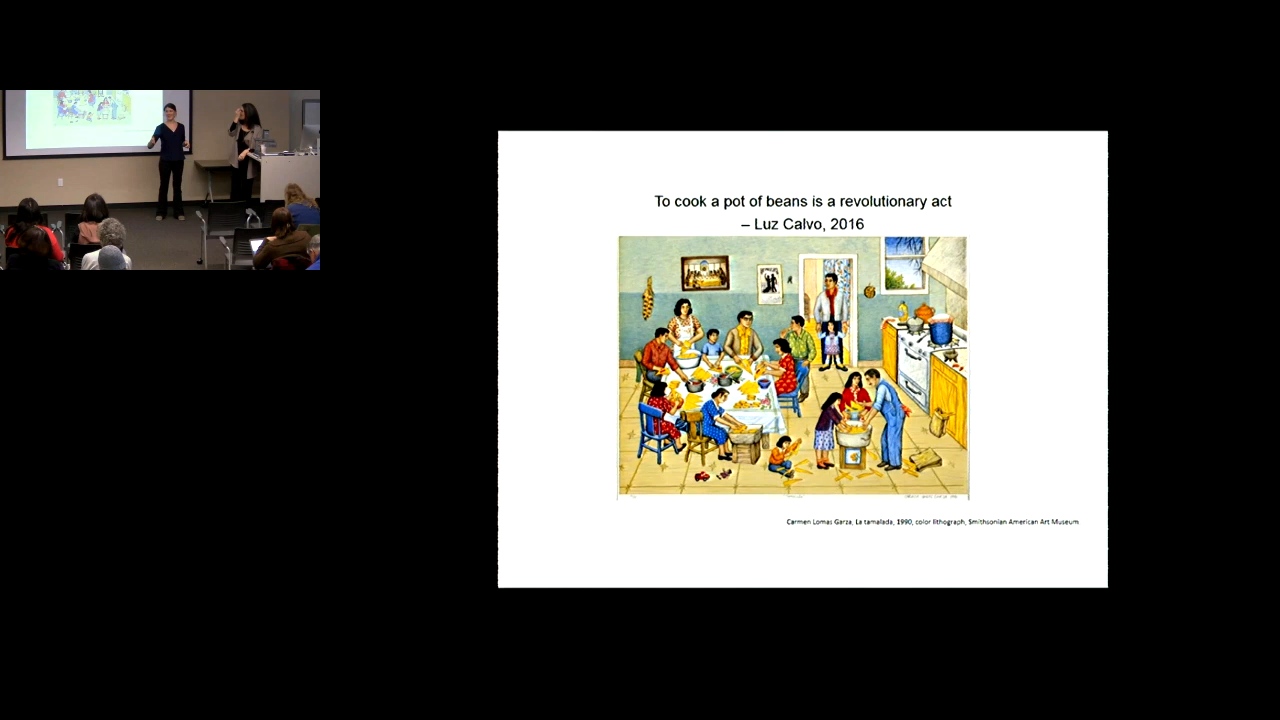 To cook a pot of beans is a revolutionary act
– Luz Calvo, 2016
Carmen Lomas Garza, La tamalada, 1990, color lithograph, Smithsonian American Art Museum